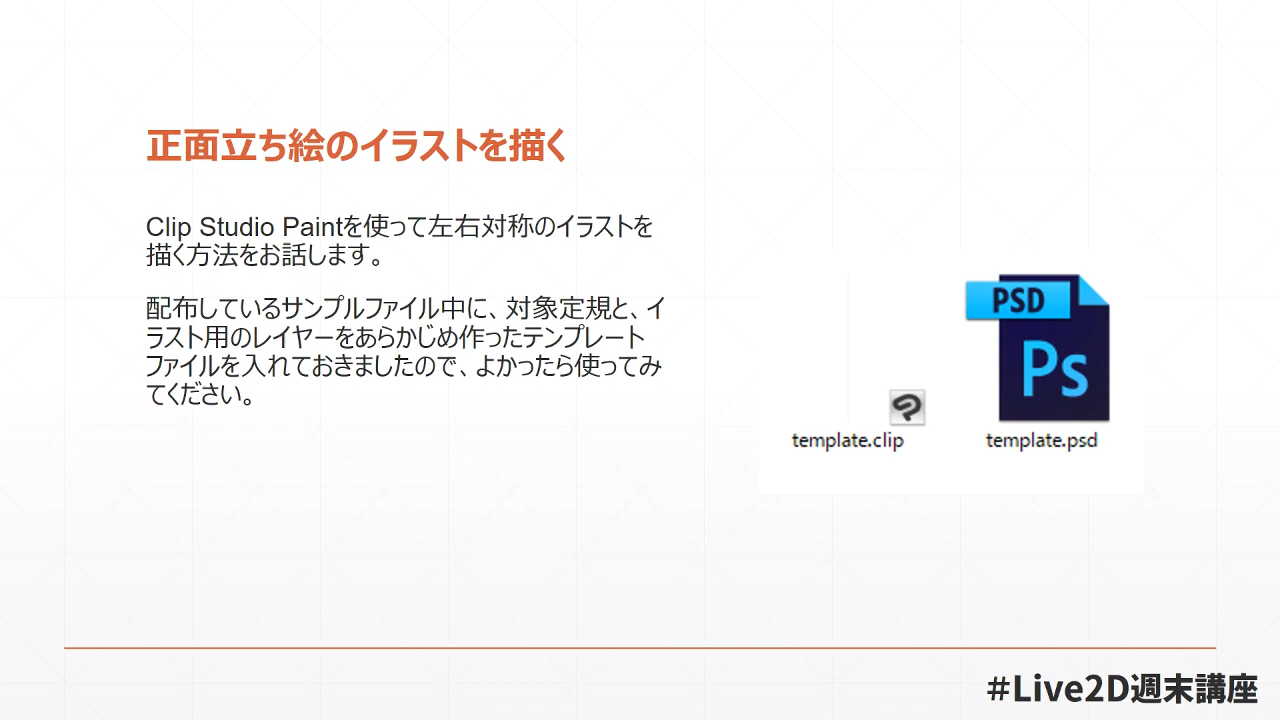 正面立ち絵のイラストを描く
Clip Studio Paintを使って左右対称のイラストを
描く方法をお話します。
配布しているサンプルファイル中に、対象定規と、イ
ラスト用のレイヤーをあらかじめ作ったテンプレート
ファイルを入れておきましたので、よかったら使ってみ
てください。
PSD
Ps
template.clip
template.psd
#Live2D週末講座